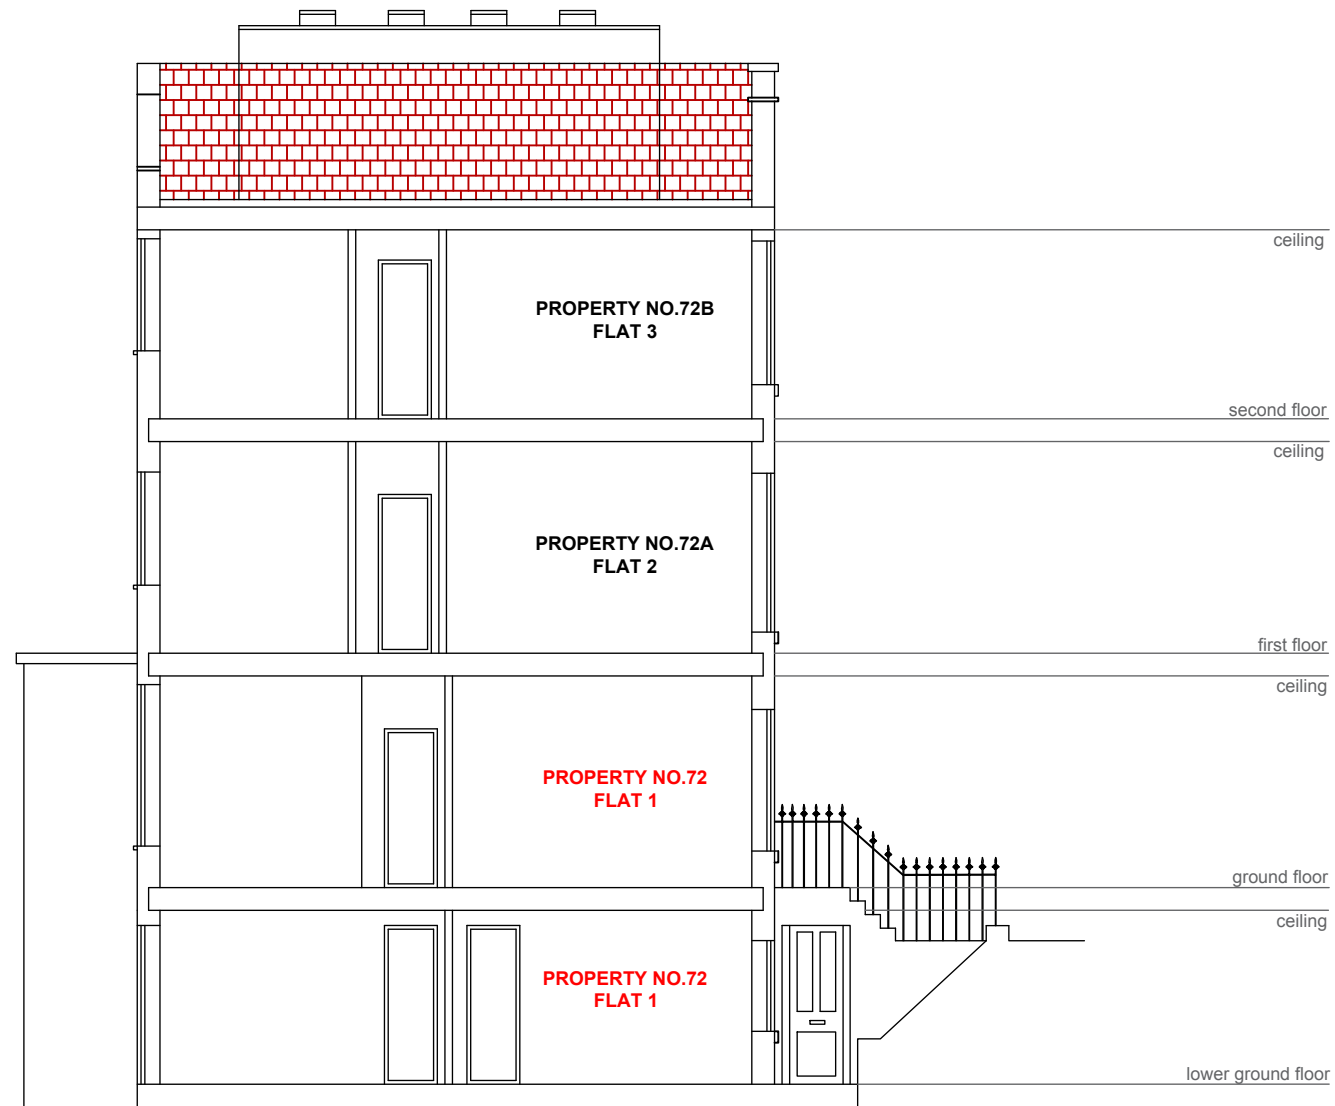 ceiling
PROPERTY NO.72B
FLAT 3
second floor
ceiling
PROPERTY NO.72A
FLAT 2
first floor
ceiling
PROPERTY NO.72
FLAT 1
ground floor
ceiling
PROPERTY NO.72
FLAT 1
lower ground floor